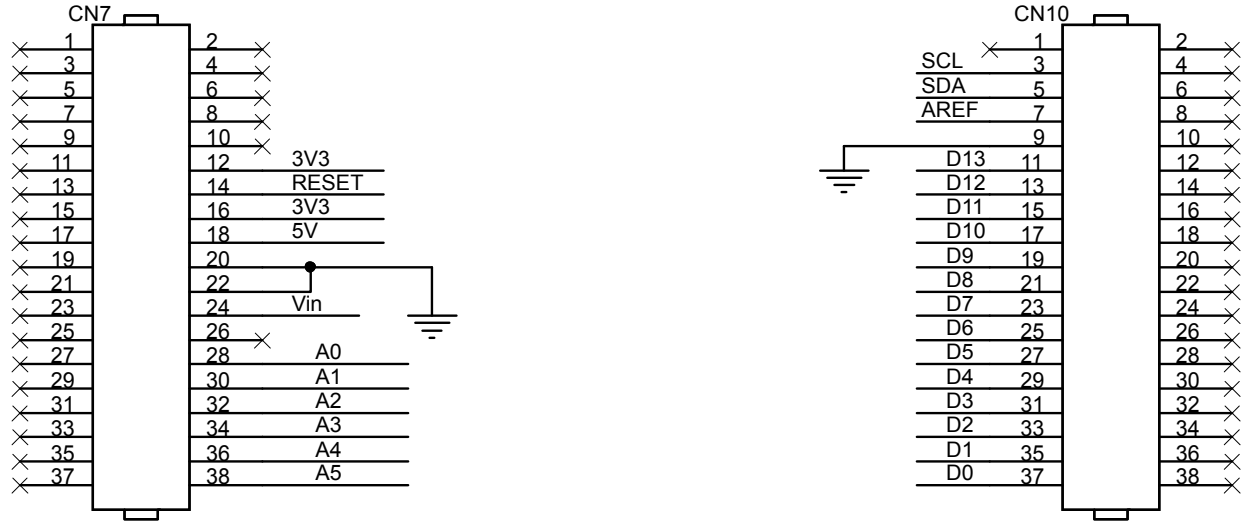 CN7 CN10
1 2 1 2
3 4 SCL 3 4
5 6 SDA 5 6
7 8 AREF 7 8
9 10 9 10
11 12 3V3 D13 11 12
13 14 RESET D12 13 14
15 16 3V3 D11 15 16
17 18 5V D10 17 18
19 20 D9 19 20
21 22 D8 21 22
23 24 Vin D7 23 24
25 26 D6 25 26
27 28 A0 D5 27 28
29 30 A1 D4 29 30
31 32 A2 D3 31 32
33 34 A3 D2 33 34
35 36 A4 D1 35 36
37 38 A5 D0 37 38